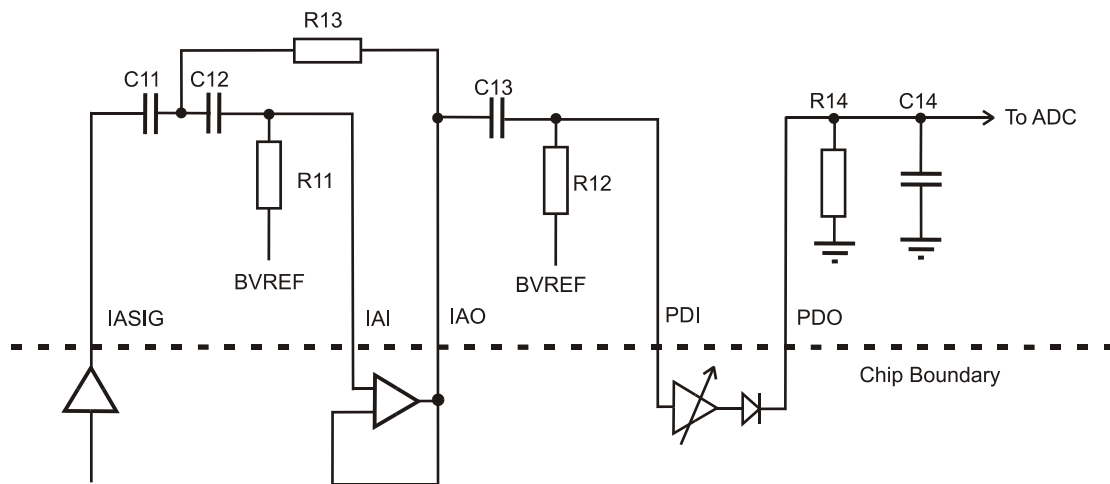 R13
C11
C12
C13
R14
C14
To ADC
R11
R12
BVREF
BVREF
IASIG
IAI
IAO
PDI
PDO
Chip Boundary